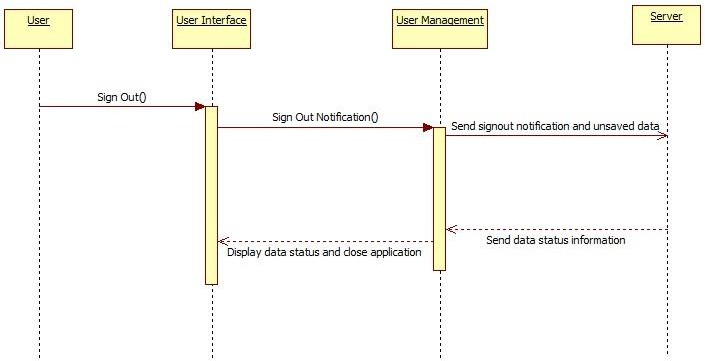 User
User Interface
User Management
Server
Sign Out()
Sign Out Notification()
Send signout notification and unsaved data
Send data status information
Display data status and close application